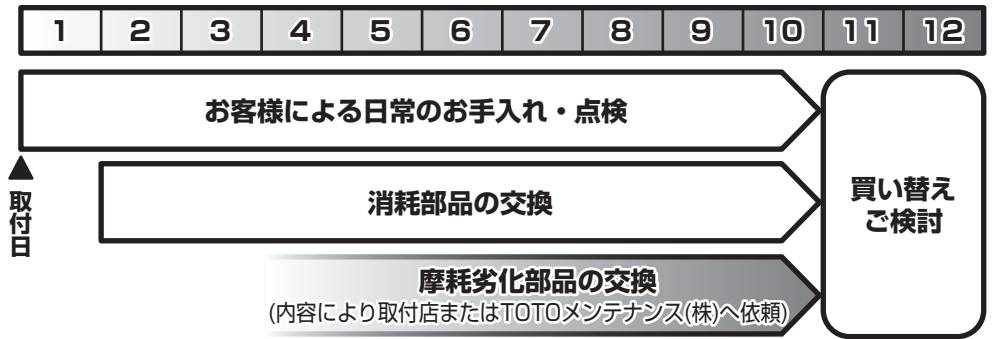 1 2 3 4 5 6 7 8 9 10 11 12
お客様による日常のお手入れ・点検
取付日
消耗部品の交換
買い替え
ご検討
摩耗劣化部品の交換
(内容により取付店またはTOTOメンテナンス(株)へ依頼)